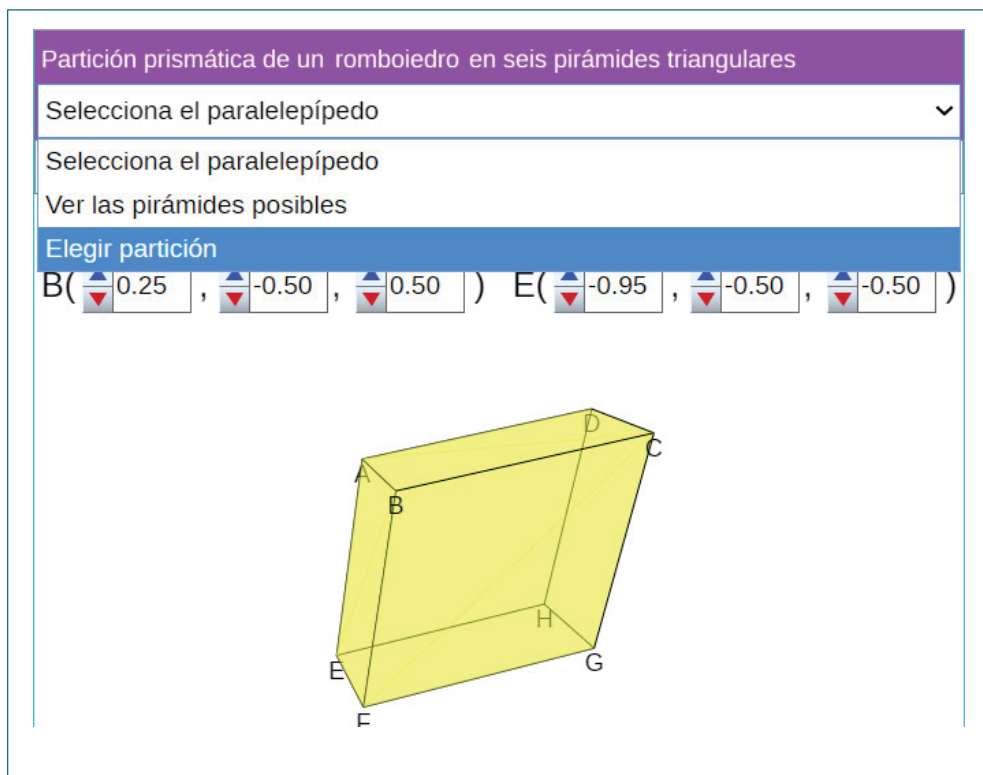 Partición prismática de un romboiedro en seis pirámides triangulares
Selecciona el paralelepípedo
Selecciona el paralelepípedo
Ver las pirámides posibles
Elegir partición
B( 0.25 , -0.50 , 0.50 ) E( -0.95 , -0.50 , -0.50 )
D
C
A
B
H
E
G
F